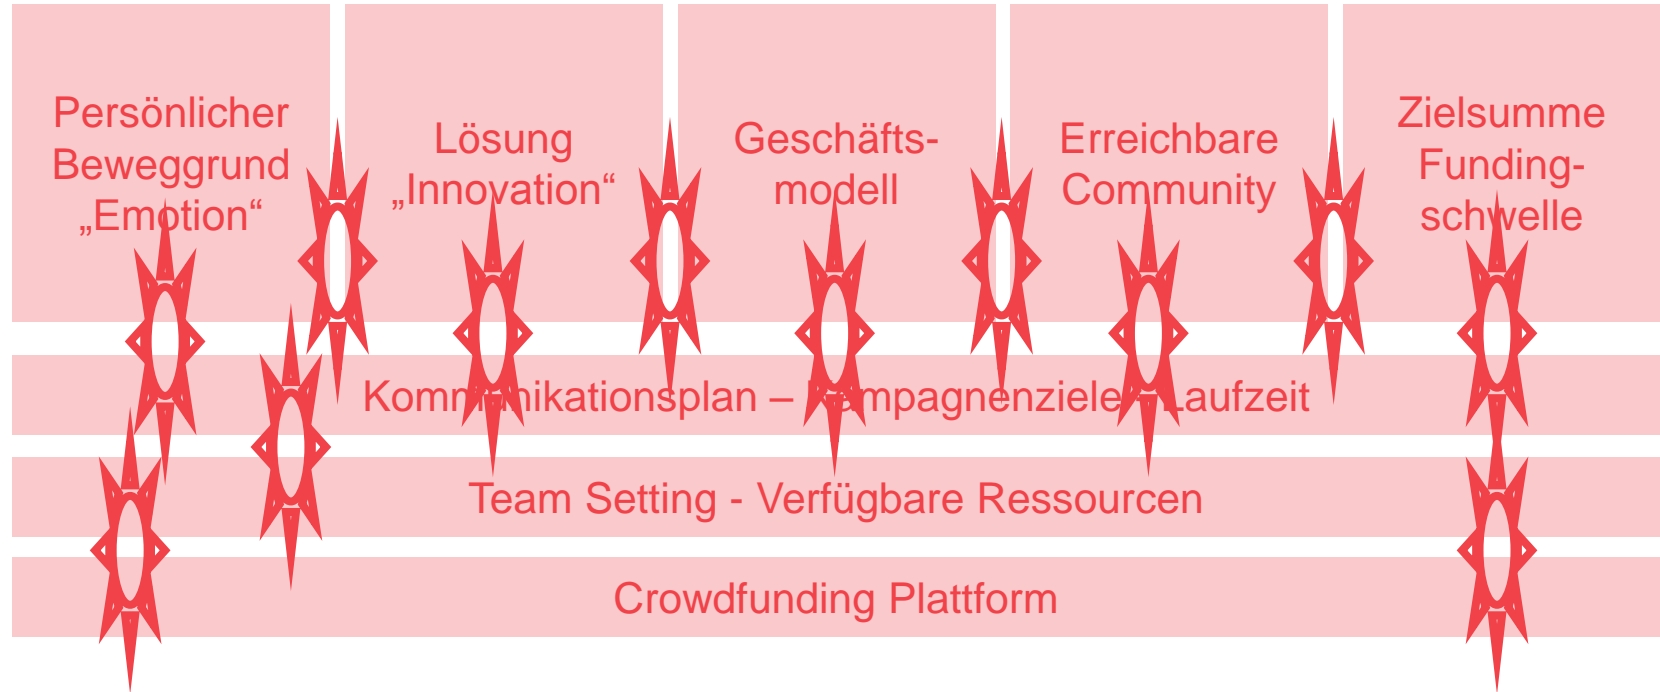 Persönlicher
Beweggrund
„Emotion“
Lösung
„Innovation“
Geschäfts-
modell
Erreichbare
Community
Zielsumme
Funding-
schwelle
Kommunikationsplan – Kampagnenziele - Laufzeit
Team Setting - Verfügbare Ressourcen
Crowdfunding Plattform